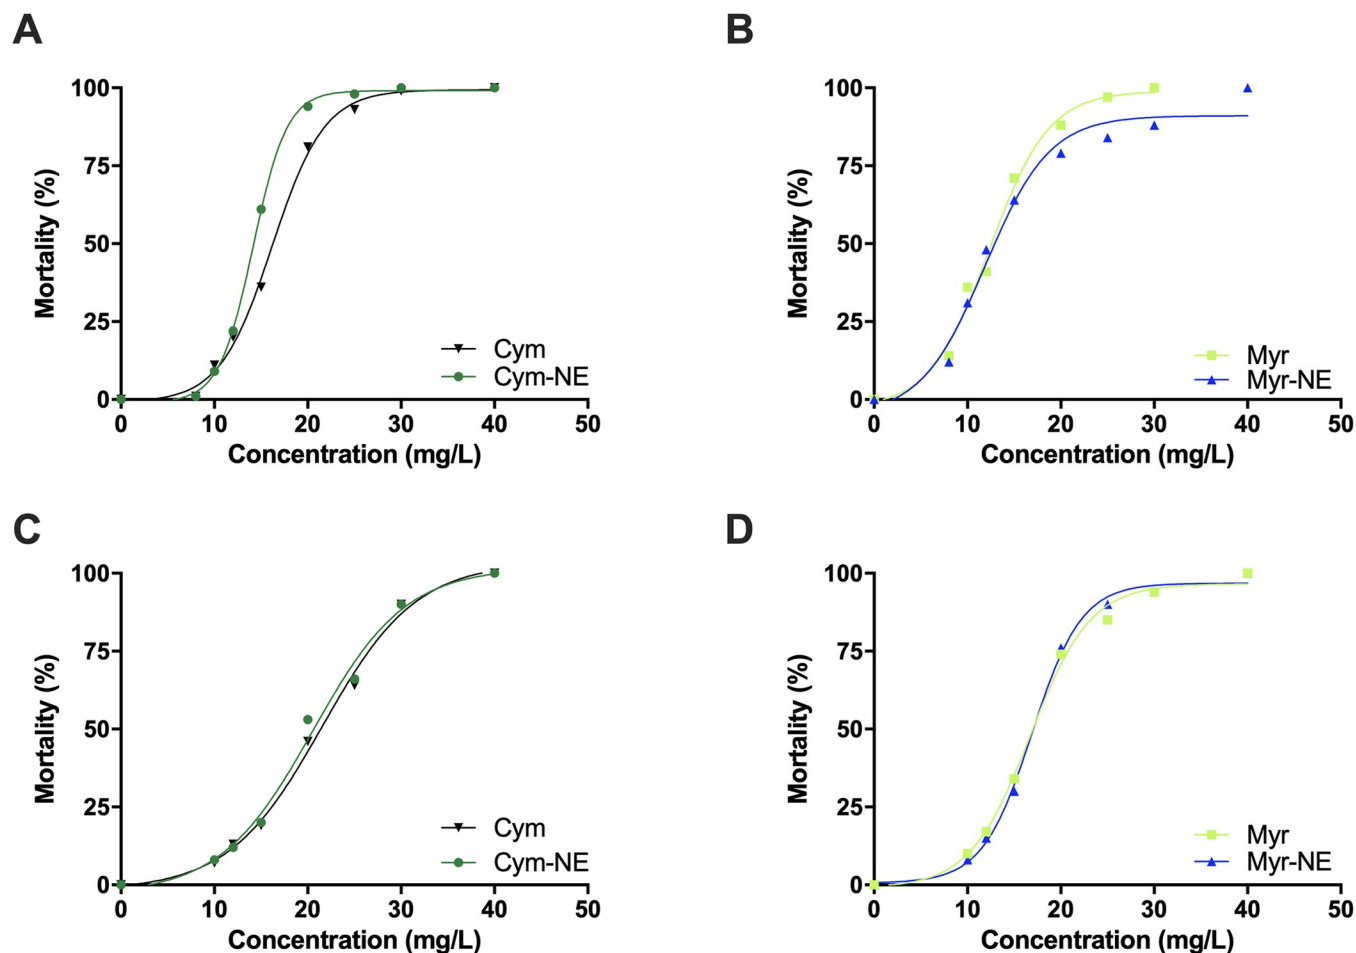 A
Mortality (%)
100
75
50
25
0
0 10 20 30 40 50
Concentration (mg/L)
Cym
Cym-NE
B
Mortality (%)
100
75
50
25
0
0 10 20 30 40 50
Concentration (mg/L)
Myr
Myr-NE
C
Mortality (%)
100
75
50
25
0
0 10 20 30 40 50
Concentration (mg/L)
Cym
Cym-NE
D
Mortality (%)
100
75
50
25
0
0 10 20 30 40 50
Concentration (mg/L)
Myr
Myr-NE